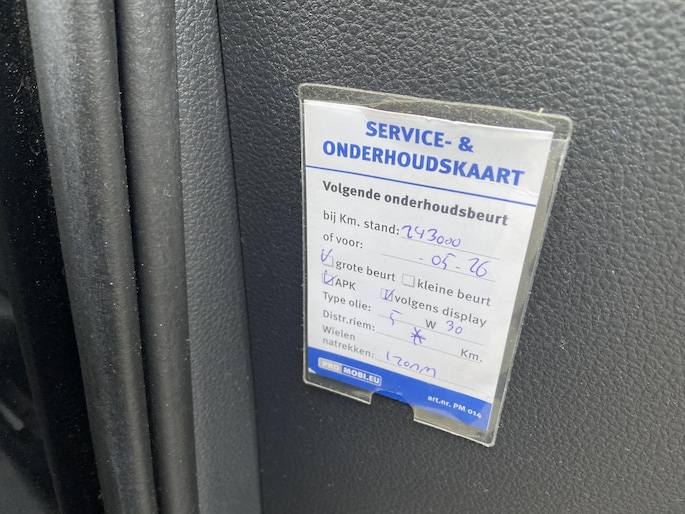 SERVICE- &
ONDERHOUDSKAART
Volgende onderhoudsbeurt
bij Km. stand: 243000
of voor: - 05 - 26
grote beurt kleine beurt
APK volgens display
Type olie: 5 W 30
Distr.riem: * Km.
Wielen
natrekken: 120NM
PRO MOBI.EU art.nr. PM 014